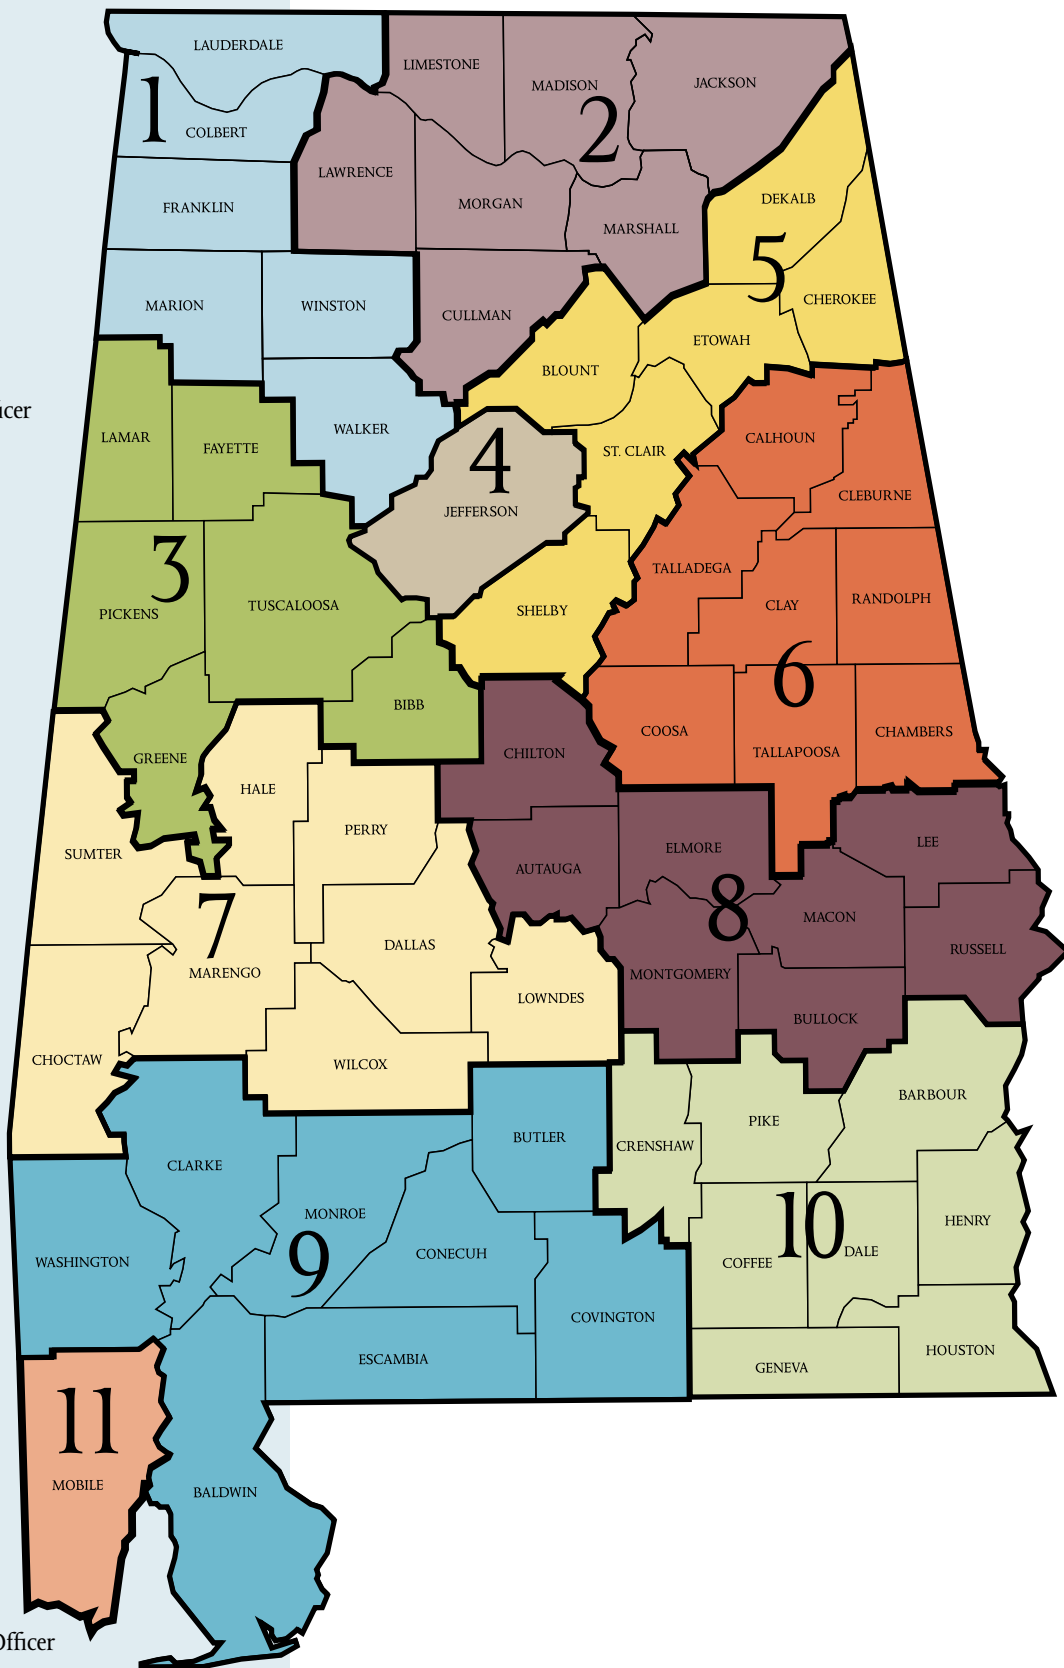 LAUDERDALE
LIMESTONE
MADISON
JACKSON
1
COLBERT
2
LAWRENCE
FRANKLIN
MORGAN
MARSHALL
DEKALB
5
MARION
WINSTON
CULLMAN
CHEROKEE
ETOWAH
BLOUNT
icer
LAMAR
FAYETTE
WALKER
4
JEFFERSON
ST. CLAIR
CALHOUN
CLEBURNE
3
PICKENS
TUSCALOOSA
SHELBY
TALLADEGA
CLAY
RANDOLPH
6
BIBB
COOSA
TALLAPOOSA
CHAMBERS
GREENE
HALE
CHILTON
PERRY
SUMTER
AUTAUGA
ELMORE
LEE
7
MARENGO
DALLAS
8
MACON
MONTGOMERY
RUSSELL
LOWNDES
BULLOCK
CHOCTAW
WILCOX
BARBOUR
CLARKE
BUTLER
CRENSHAW
PIKE
MONROE
9
CONECUH
10
COFFEE
DALE
HENRY
WASHINGTON
COVINGTON
ESCAMBIA
GENEVA
HOUSTON
11
MOBILE
BALDWIN
Officer